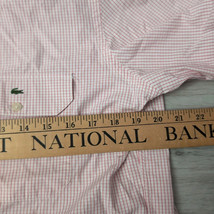 13 14 15 16 17 18 19 20 21 22
T NATIONAL BANK